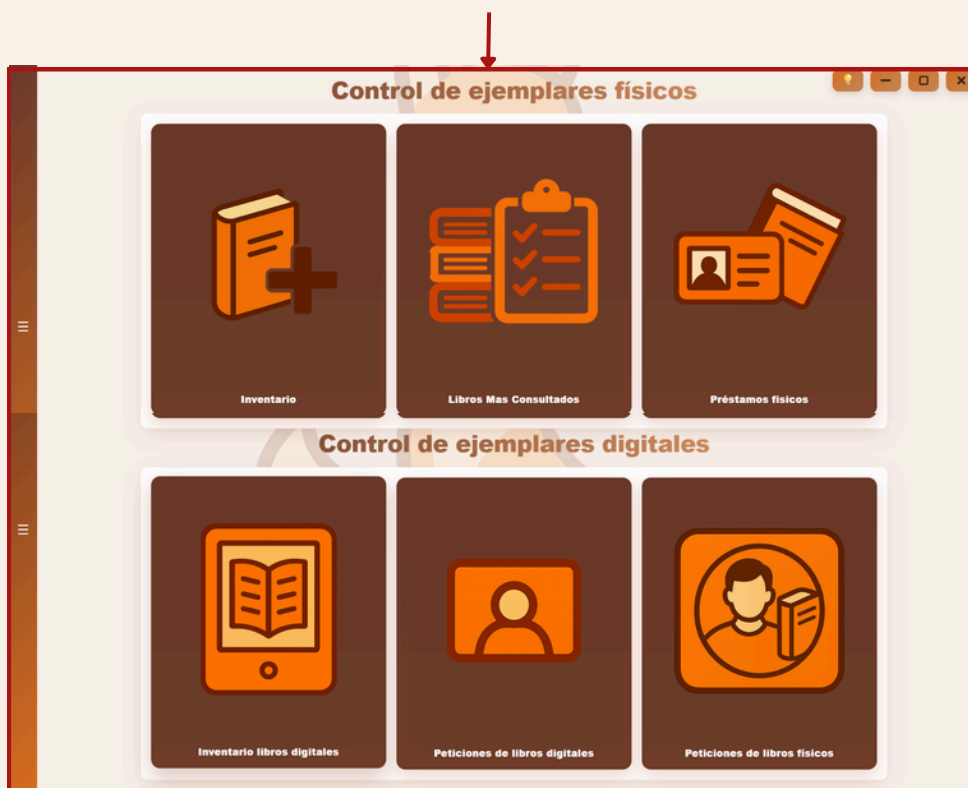 Control de ejemplares físicos
Inventario
Libros Mas Consultados
Préstamos físicos
Control de ejemplares digitales
Inventario libros digitales
Peticiones de libros digitales
Peticiones de libros físicos